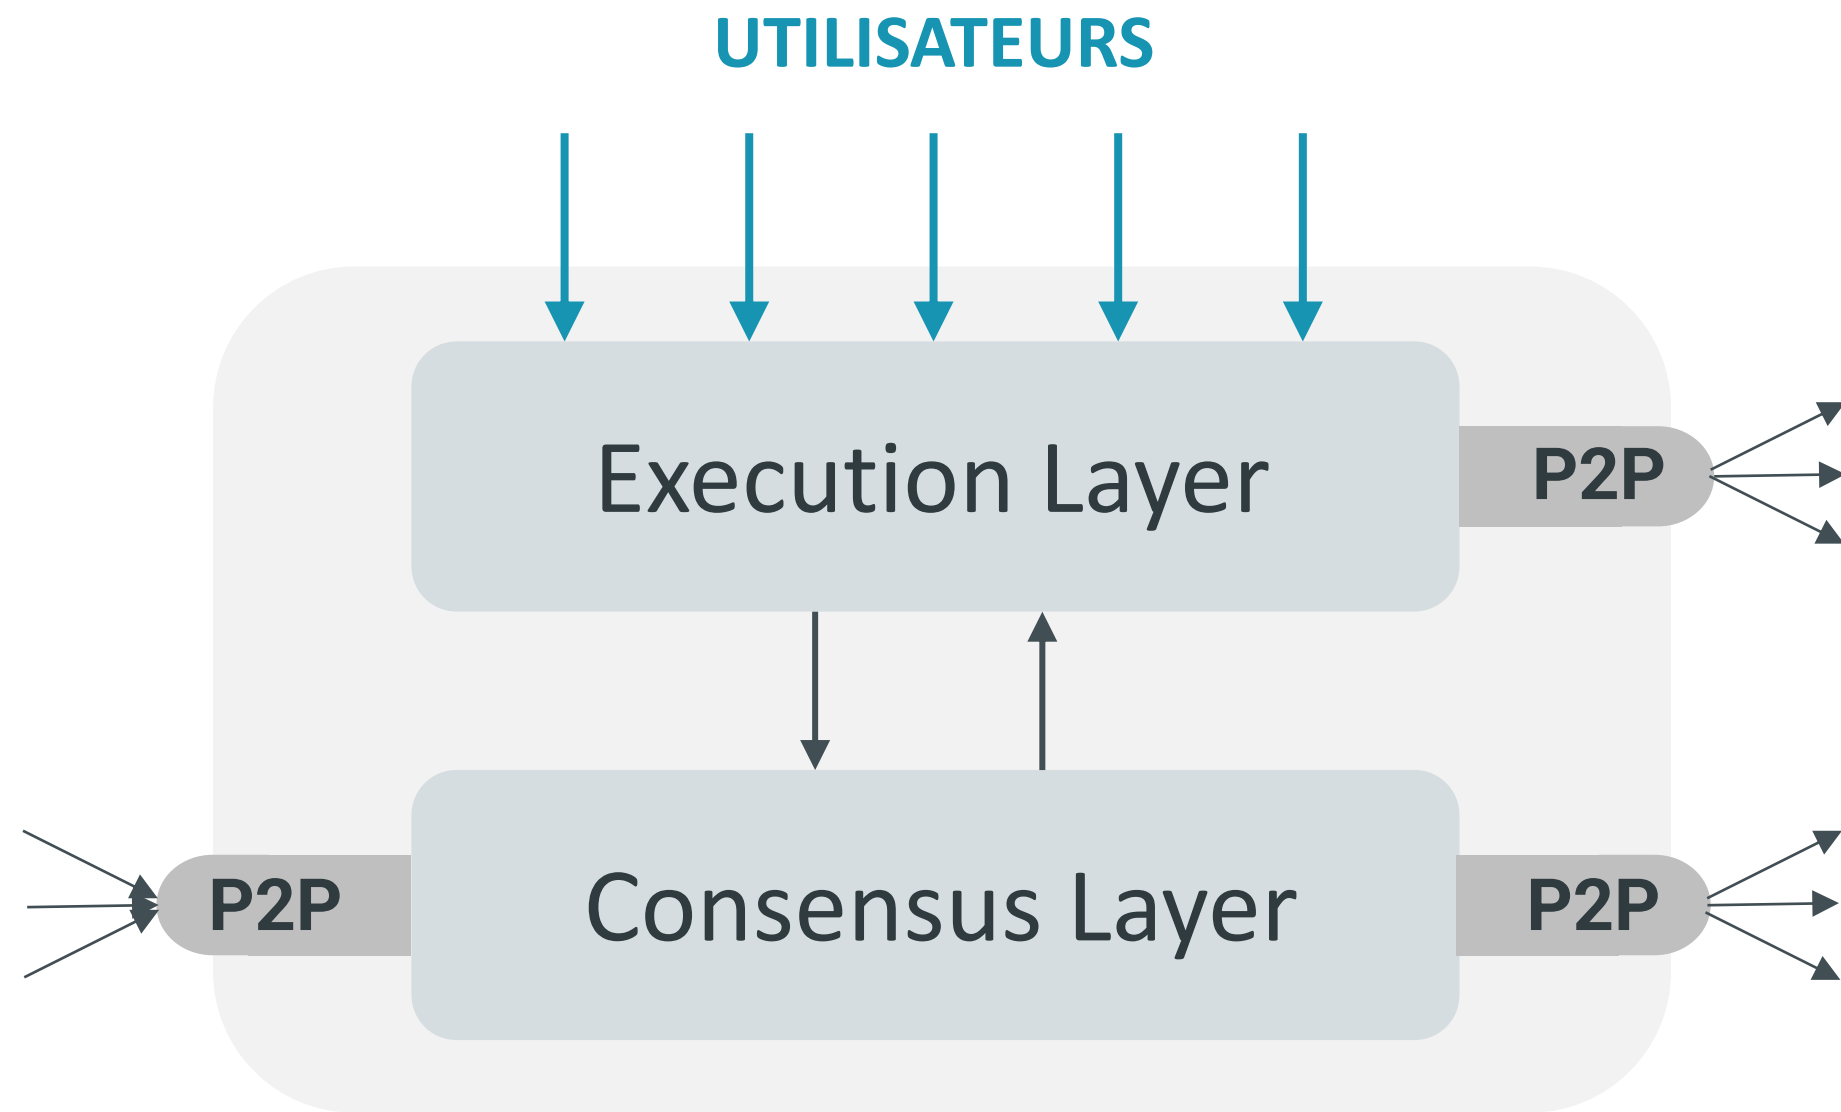 UTILISATEURS
Execution Layer
P2P
P2P
Consensus Layer
P2P